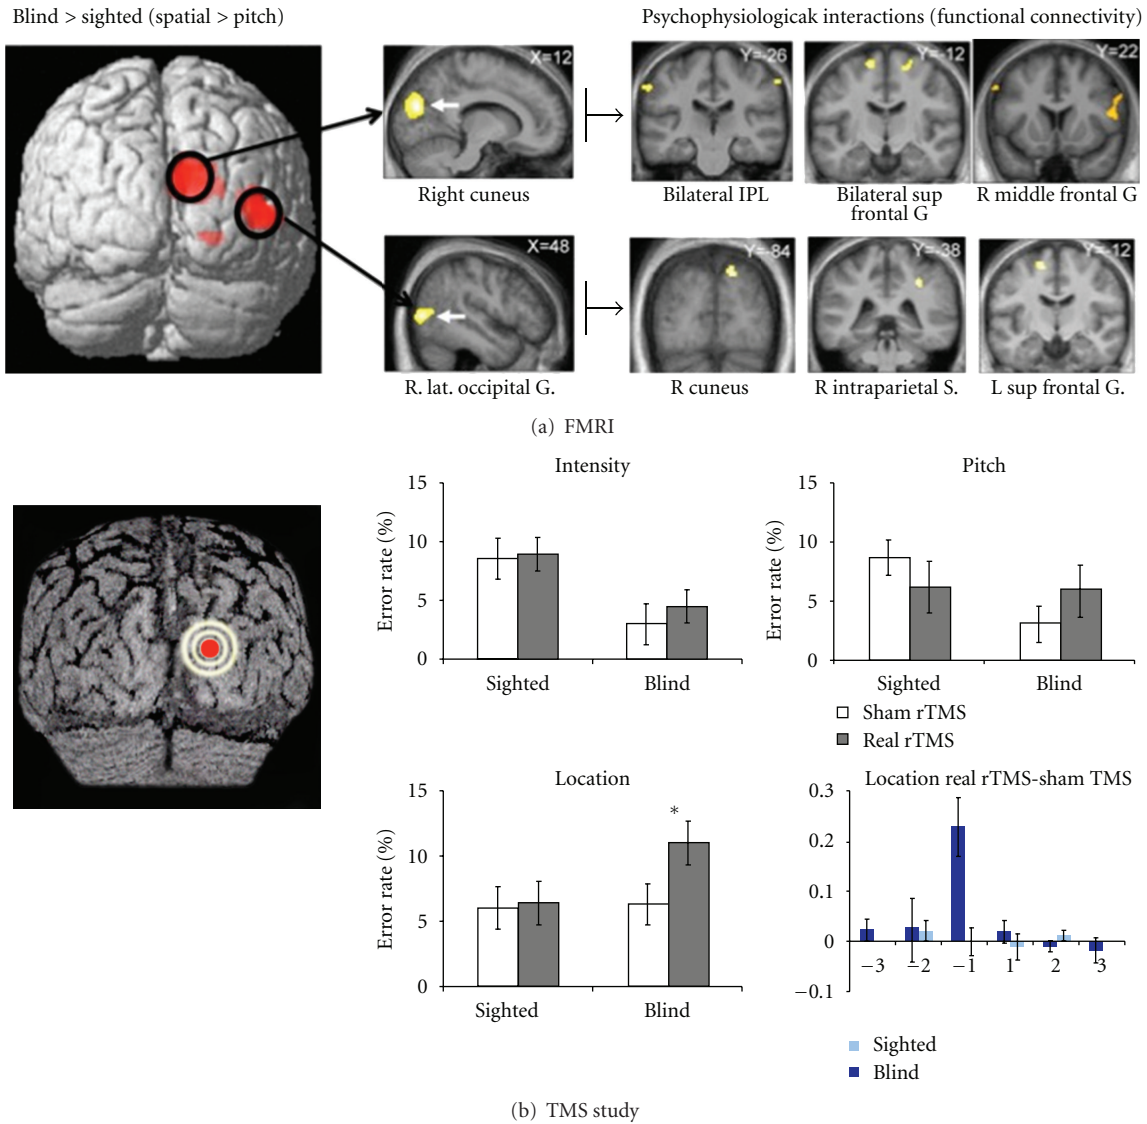 Blind > sighted (spatial > pitch)
Psychophysiologicak interactions (functional connectivity)
X=12
Y=-26
Y=-12
Y=22
Right cuneus
Bilateral IPL
Bilateral sup
frontal G
R middle frontal G
X=48
Y=-84
Y=-38
Y=-12
R. lat. occipital G.
R cuneus
R intraparietal S.
L sup frontal G.
(a) FMRI
Intensity
Error rate (%)
15
10
5
0
Sighted
Blind
Pitch
Error rate (%)
15
10
5
0
Sighted
Blind
Sham rTMS
Real rTMS
Location
Error rate (%)
15
10
5
0
*
Sighted
Blind
Location real rTMS-sham TMS
0.3
0.2
0.1
0
−0.1
−3 −2 −1 1 2 3
Sighted
Blind
(b) TMS study